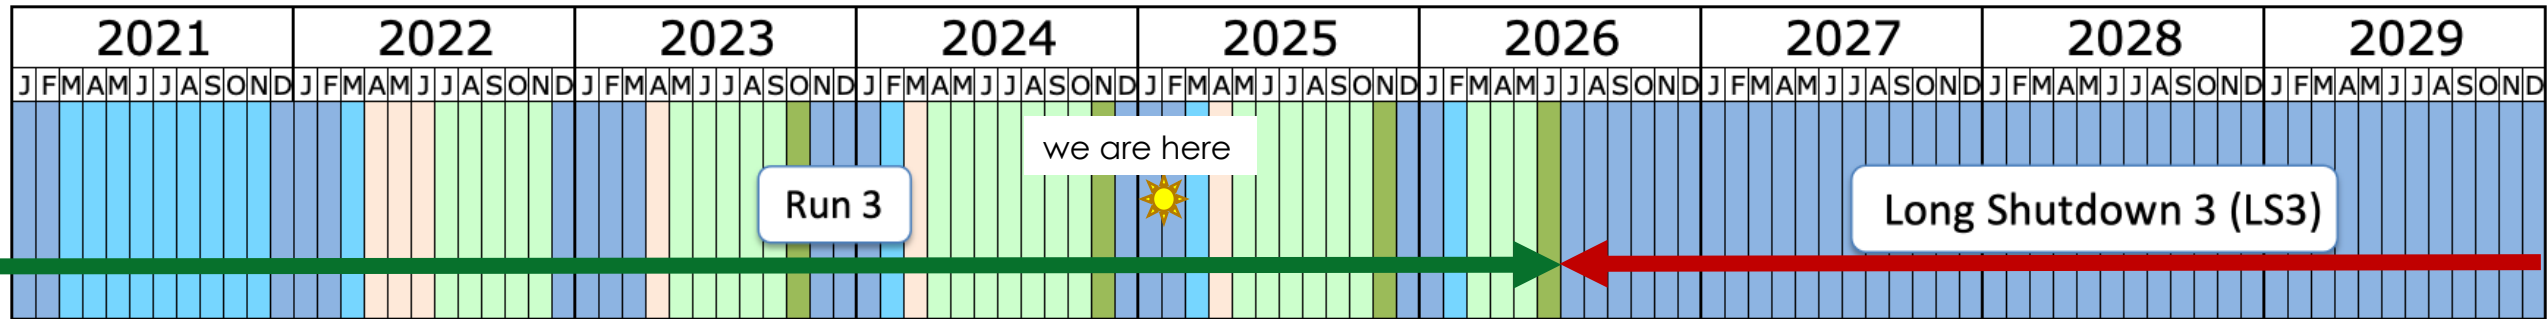 2021 2022 2023 2024 2025 2026 2027 2028 2029
J F M A M J J A S O N D J F M A M J J A S O N D J F M A M J J A S O N D J F M A M J J A S O N D J F M A M J J A S O N D J F M A M J J A S O N D J F M A M J J A S O N D J F M A M J J A S O N D J F M A M J J A S O N D
we are here
Run 3
Long Shutdown 3 (LS3)